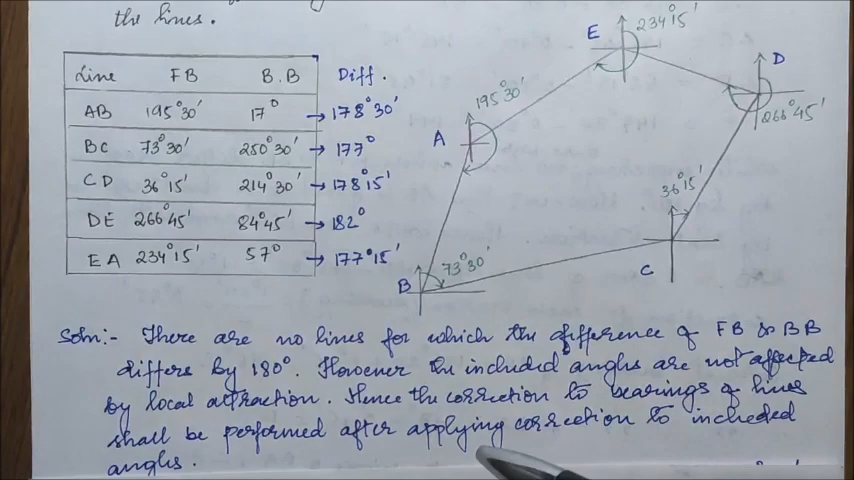 the lines.
Line FB B.B Diff.
AB 195°30' 17° → 178°30'
BC 73°30' 250°30' → 177°
CD 36°15' 214°30' → 178°15'
DE 266°45' 84°45' → 182°
EA 234°15' 57° → 177°15'
E 234°15'
D
266°45'
195°30'
A
36°15'
C
B 73°30'
Soln:- There are no lines for which the difference of FB & BB
differs by 180°. However the included angles are not affected
by local attraction. Hence the correction to bearings of lines
shall be performed after applying correction to included
angles.